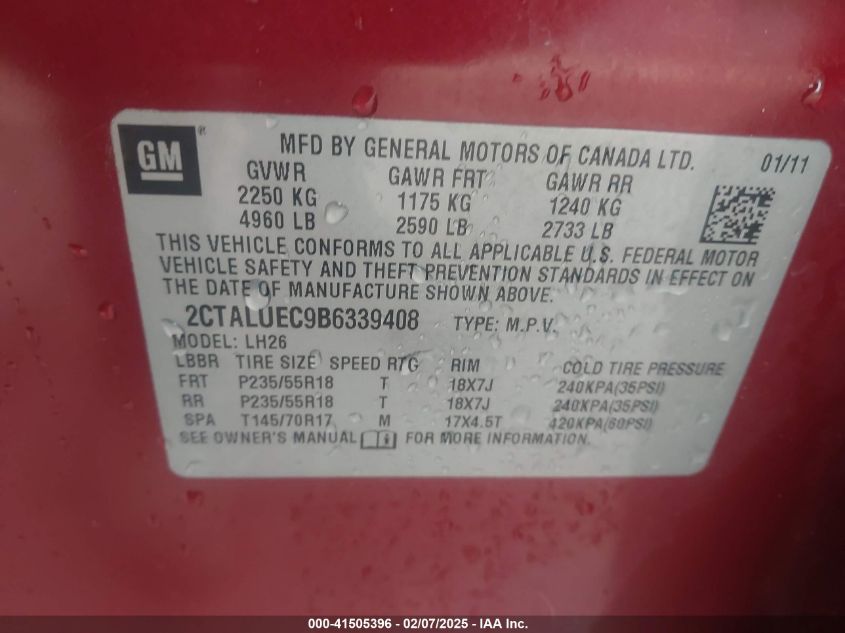 GM ®
MFD BY GENERAL MOTORS OF CANADA LTD. 01/11
GVWR GAWR FRT GAWR RR
2250 KG 1175 KG 1240 KG
4960 LB 2590 LB 2733 LB
THIS VEHICLE CONFORMS TO ALL APPLICABLE U.S. FEDERAL MOTOR
VEHICLE SAFETY AND THEFT PREVENTION STANDARDS IN EFFECT ON
THE DATE OF MANUFACTURE SHOWN ABOVE.
2CTALUEC9B6339408 TYPE: M.P.V.
MODEL: LH26
LBBR TIRE SIZE SPEED RTG RIM COLD TIRE PRESSURE
FRT P235/55R18 T 18X7J 240KPA(35PSI)
RR P235/55R18 T 18X7J 240KPA(35PSI)
SPA T145/70R17 M 17X4.5T 420KPA(60PSI)
SEE OWNER'S MANUAL FOR MORE INFORMATION.
000-41505396 — 02/07/2025 — IAA Inc.